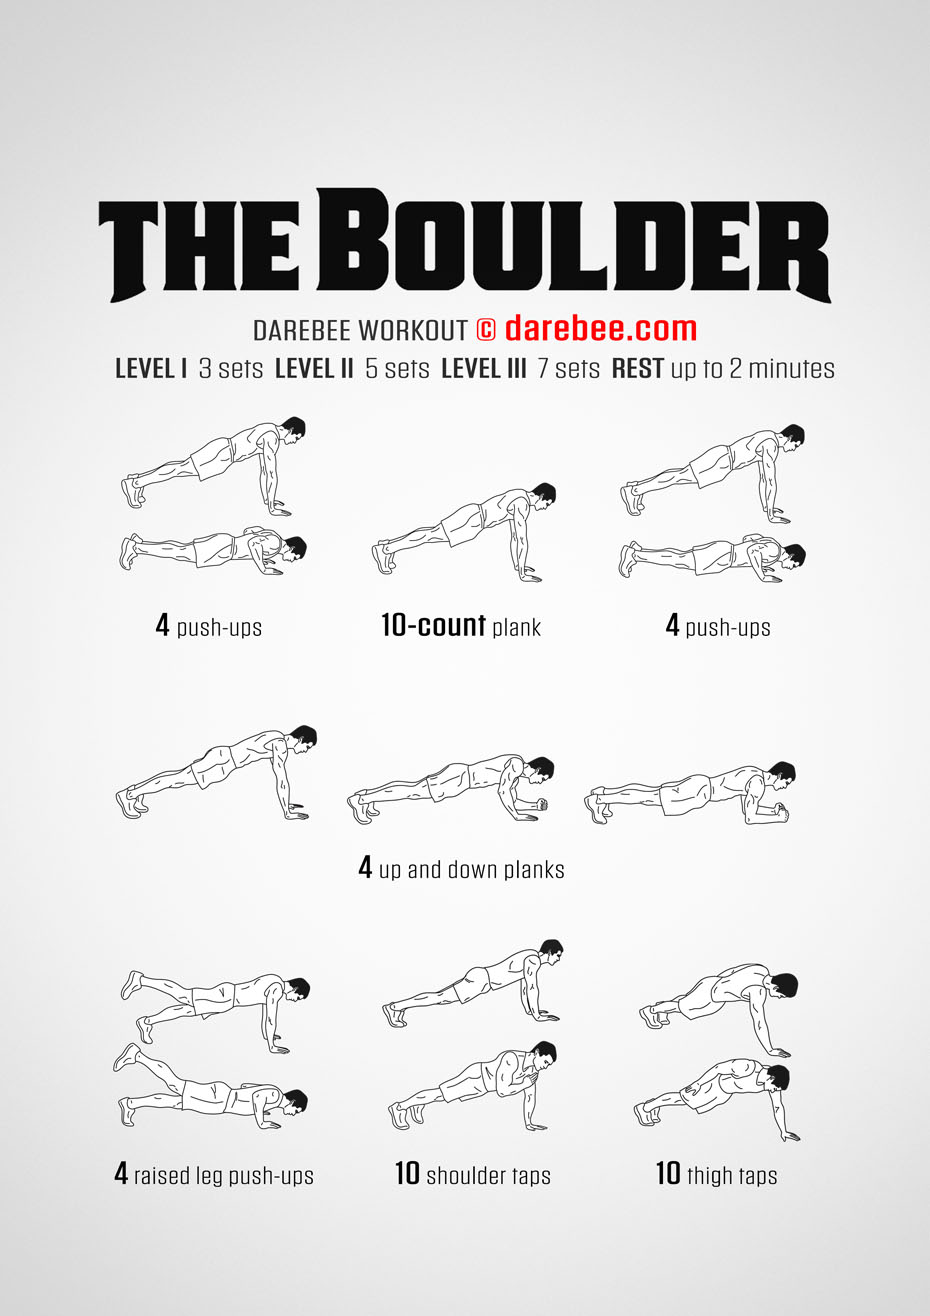 THE BOULDER
DAREBEE WORKOUT © darebee.com
LEVEL I 3 sets LEVEL II 5 sets LEVEL III 7 sets REST up to 2 minutes
4 push-ups
10-count plank
4 push-ups
4 up and down planks
4 raised leg push-ups
10 shoulder taps
10 thigh taps